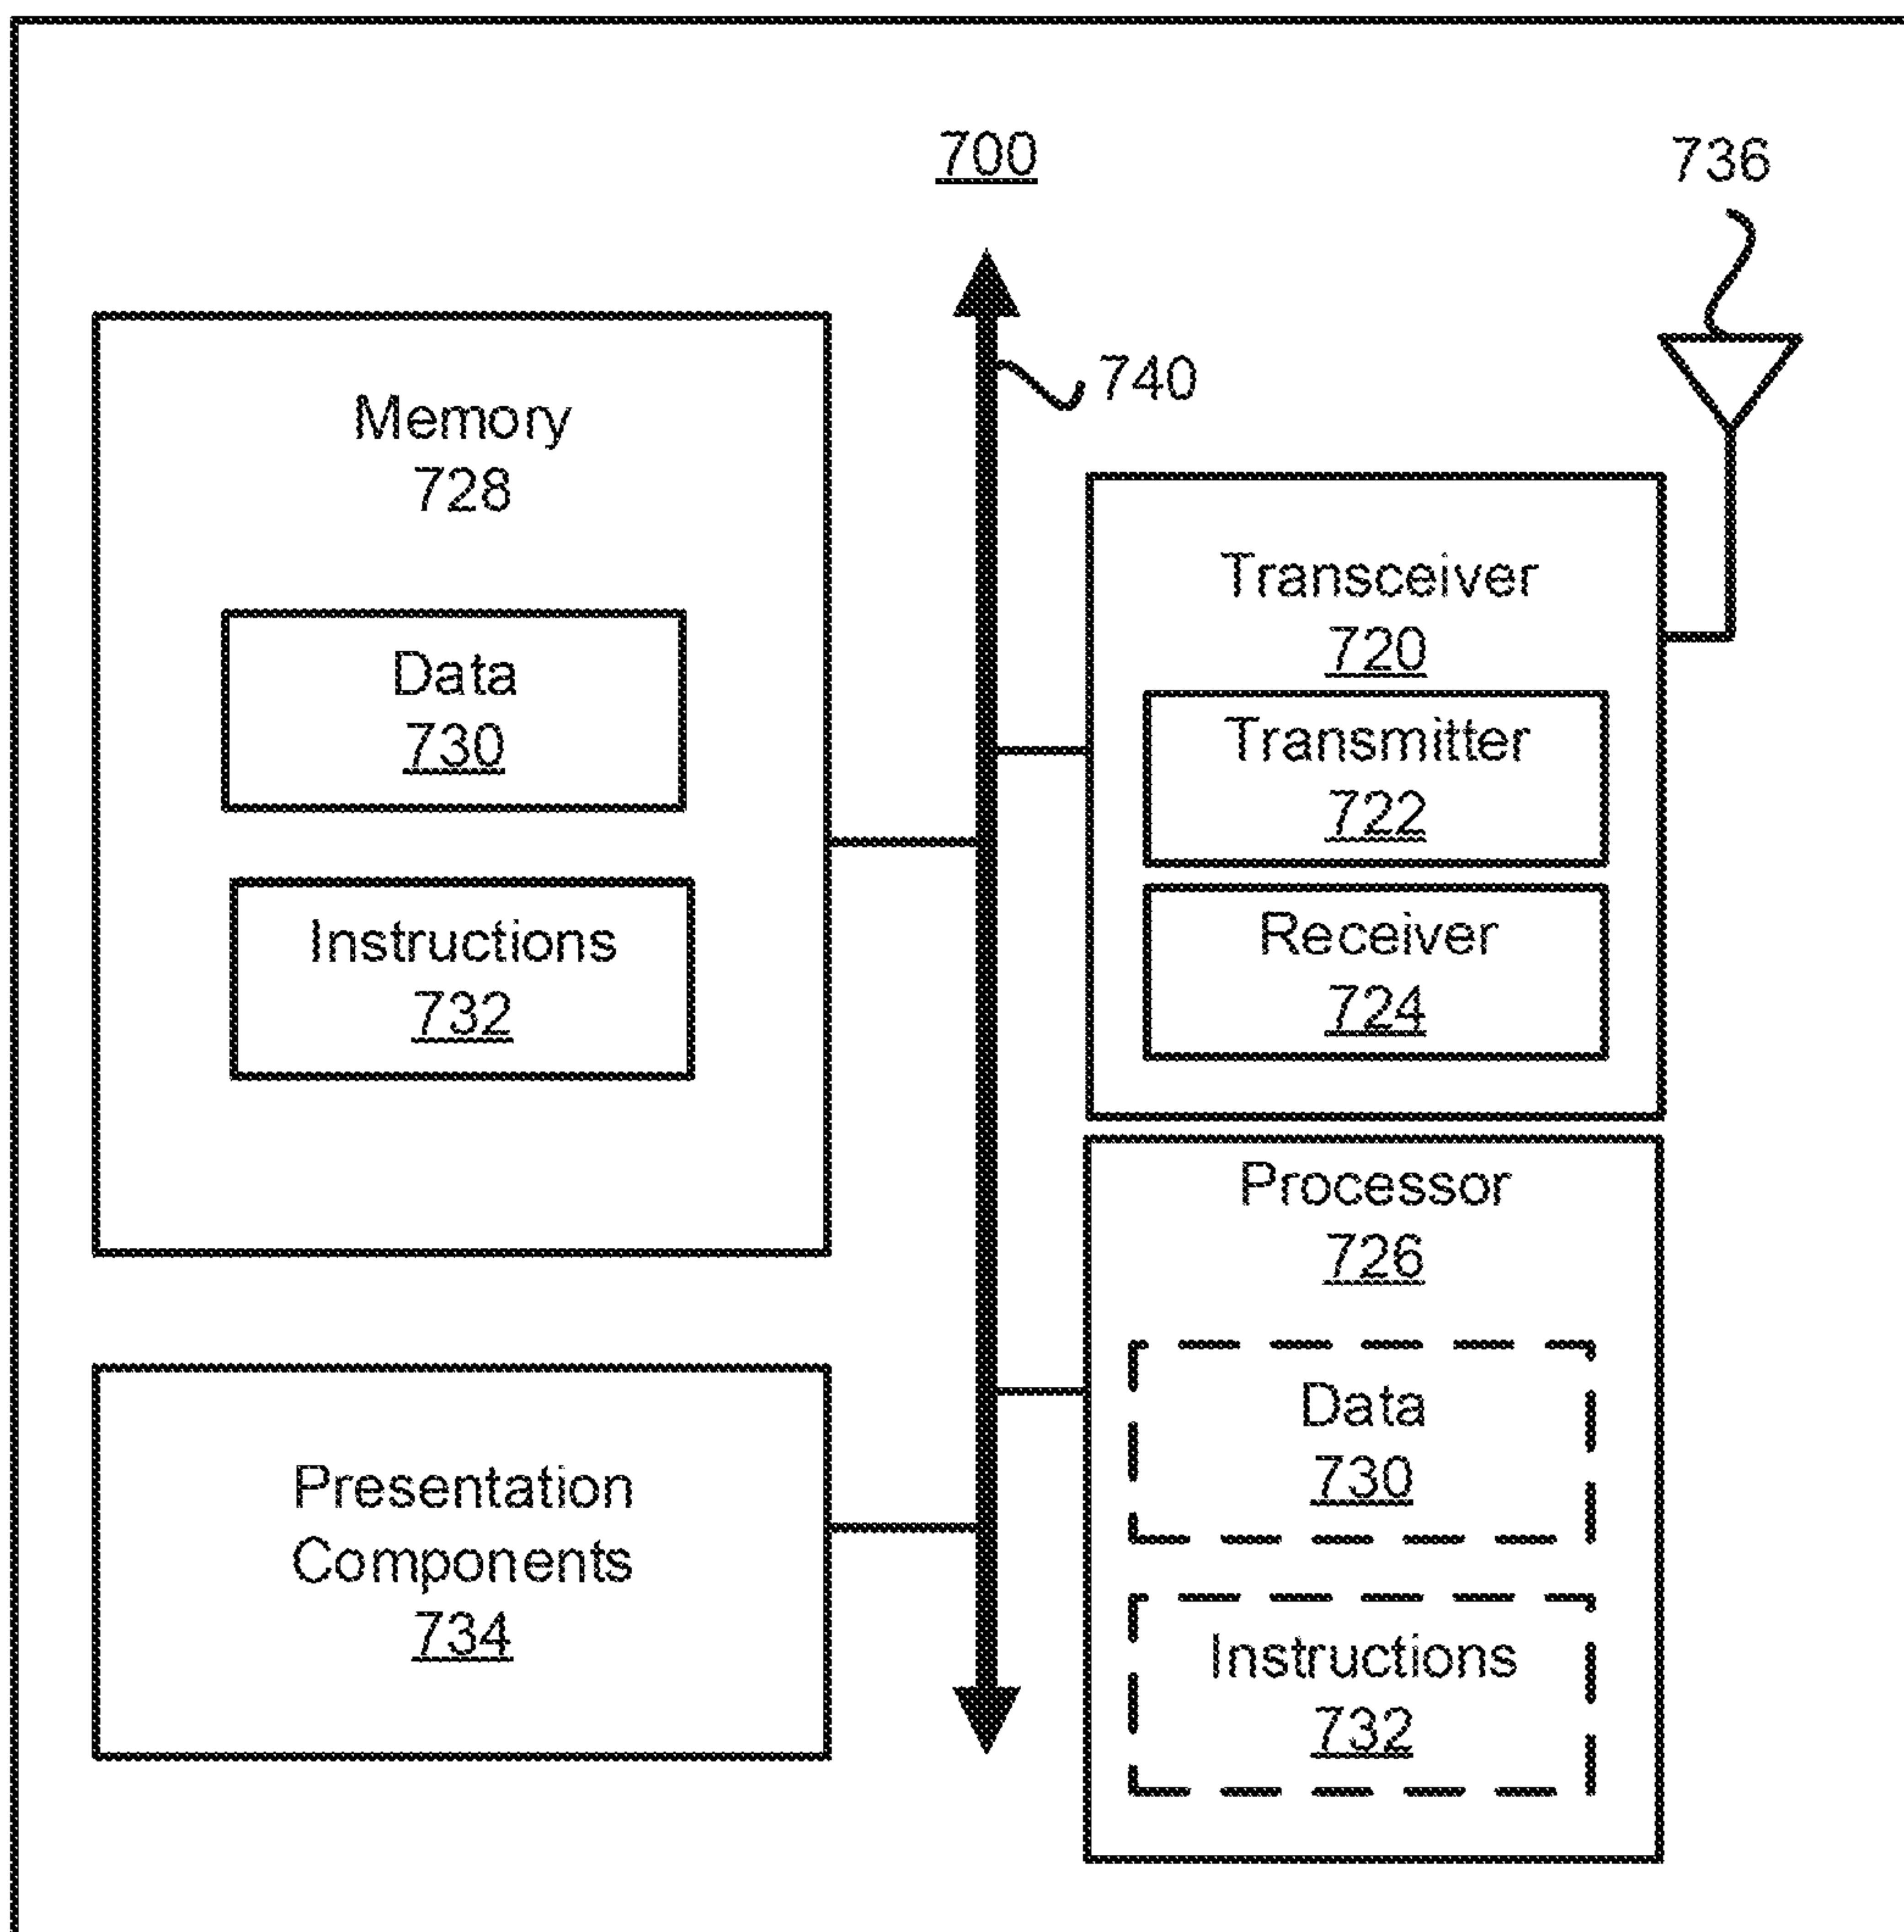 700
736
740
Memory
728
Data
730
Instructions
732
Transceiver
720
Transmitter
722
Receiver
724
Processor
726
Data
730
Instructions
732
Presentation
Components
734